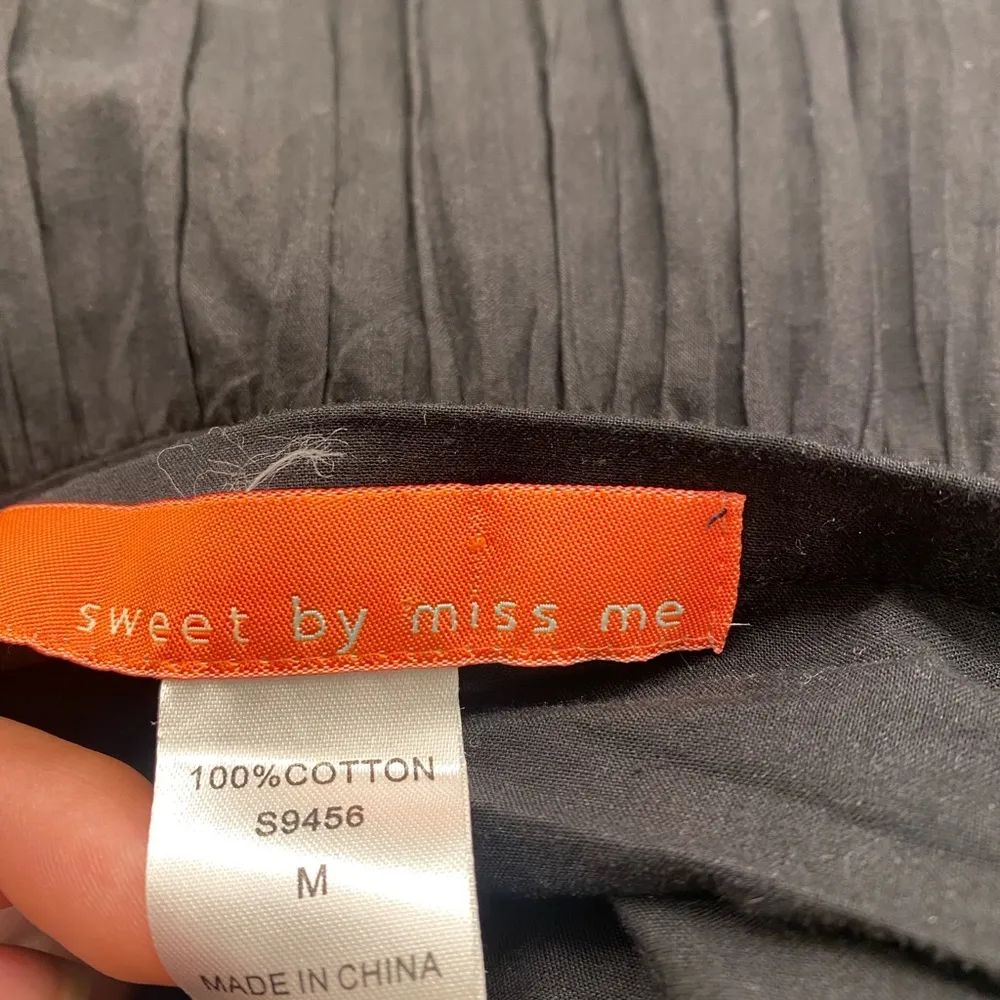 sweet by miss me
100%COTTON
S9456
M
MADE IN CHINA